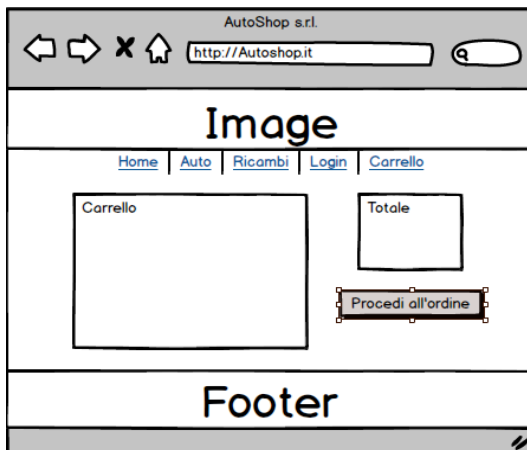 AutoShop s.r.l.
http://Autoshop.it
Image
Home Auto Ricambi Login Carrello
Carrello
Totale
Procedi all'ordine
Footer